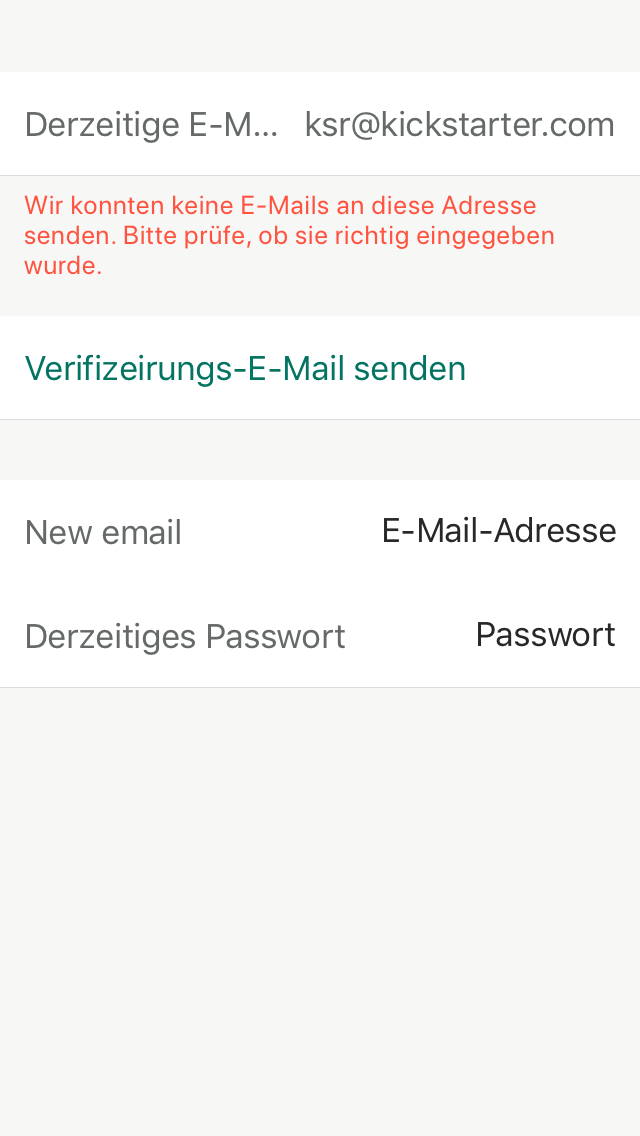 Derzeitige E-M... ksr@kickstarter.com
Wir konnten keine E-Mails an diese Adresse
senden. Bitte prüfe, ob sie richtig eingegeben
wurde.
Verifizeirungs-E-Mail senden
New email E-Mail-Adresse
Derzeitiges Passwort Passwort